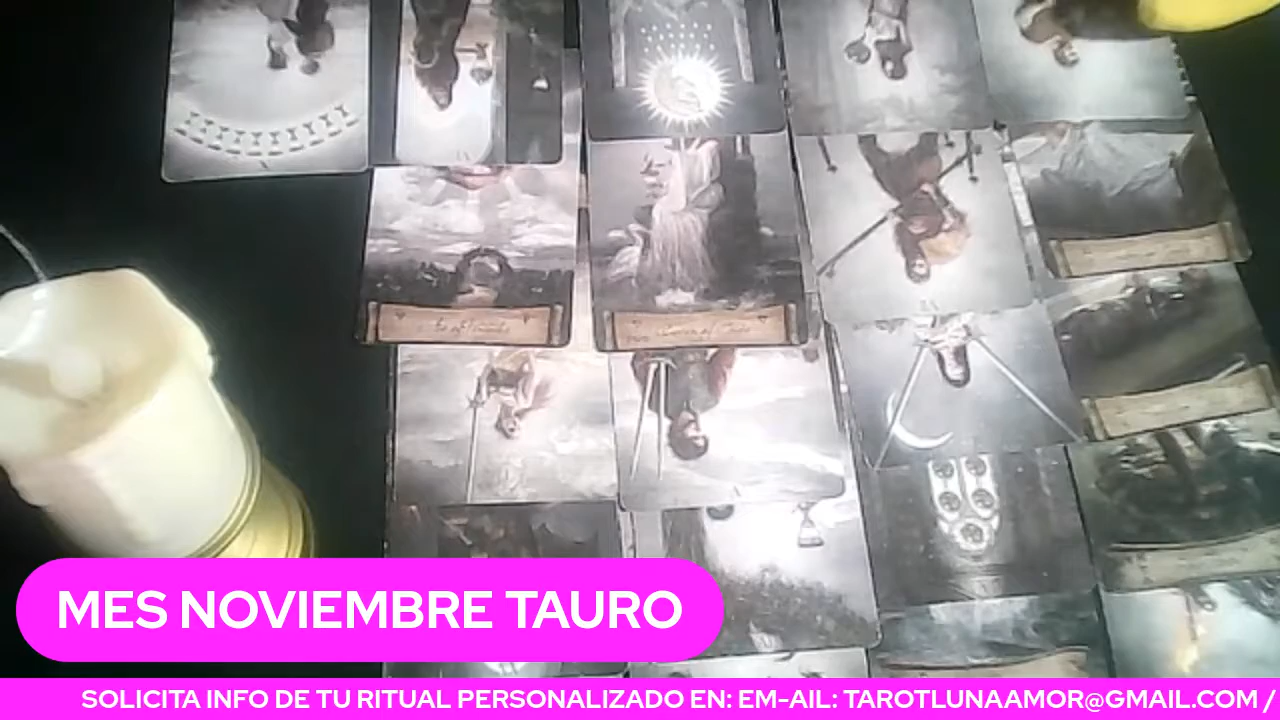 MES NOVIEMBRE TAURO
SOLICITA INFO DE TU RITUAL PERSONALIZADO EN: EM-AIL: TAROTLUNAAMOR@GMAIL.COM /